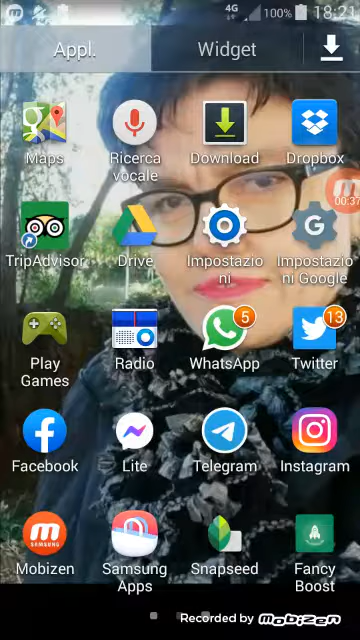 4G 100% 18:21
Appl. Widget
Maps Ricerca vocale Download Dropbox
00:37
TripAdvisor Drive Impostazio ni Impostazio ni Google
G
5 13
Play Games Radio WhatsApp Twitter
Facebook Lite Telegram Instagram
SAMSUNG
Mobizen Samsung Apps Snapseed Fancy Boost
Recorded by mobizen